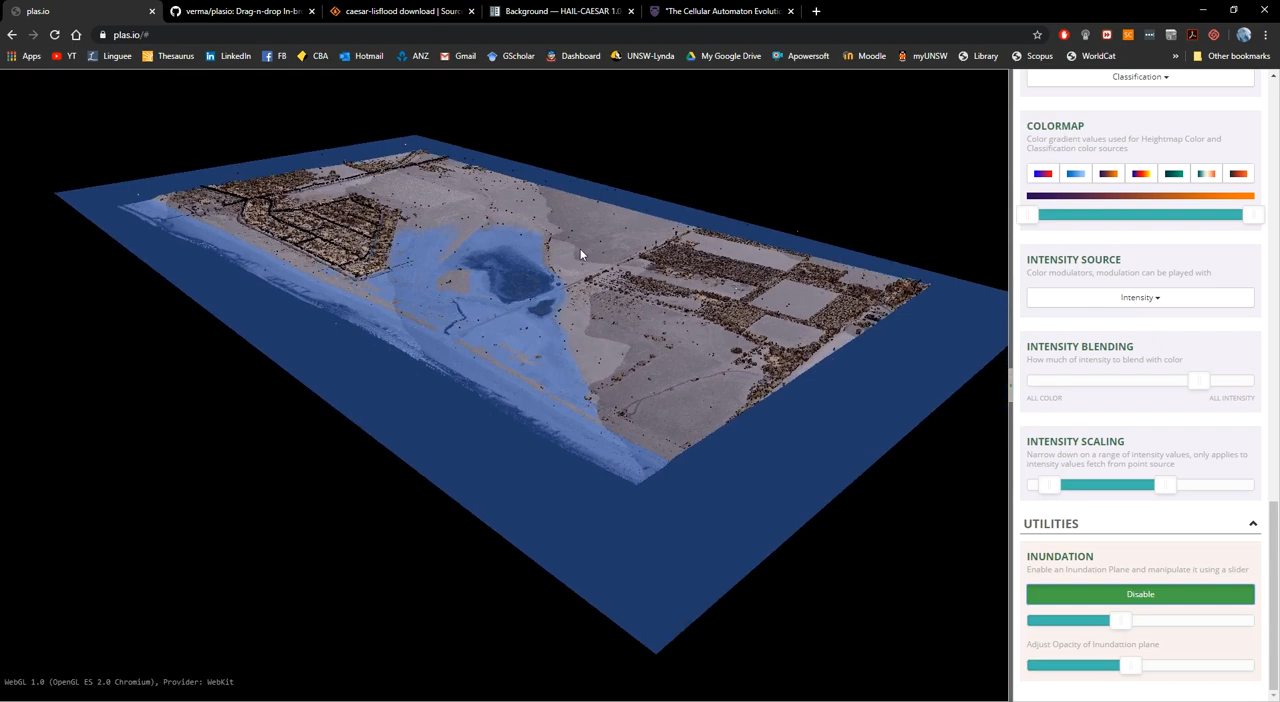 plas.io
verma/plasio: Drag-n-drop In-bro
caesar-lisflood download | Sourc
Background — HAIL-CAESAR 1.0
"The Cellular Automaton Evoluti
plas.io/#
Apps
YT
Linguee
Thesaurus
LinkedIn
FB
CBA
Hotmail
ANZ
Gmail
GScholar
Dashboard
UNSW-Lynda
My Google Drive
Apowersoft
Moodle
myUNSW
Library
Scopus
WorldCat
»
Other bookmarks
Classification
COLORMAP
Color gradient values used for Heightmap Color and
Classification color sources
INTENSITY SOURCE
Color modulators, modulation can be played with
Intensity
INTENSITY BLENDING
How much of intensity to blend with color
ALL COLOR
ALL INTENSITY
INTENSITY SCALING
Narrow down on a range of intensity values, only applies to
intensity values fetch from point source
UTILITIES
INUNDATION
Enable an Inundation Plane and manipulate it using a slider
Disable
Adjust Opacity of Inundation plane
WebGL 1.0 (OpenGL ES 2.0 Chromium), Provider: WebKit